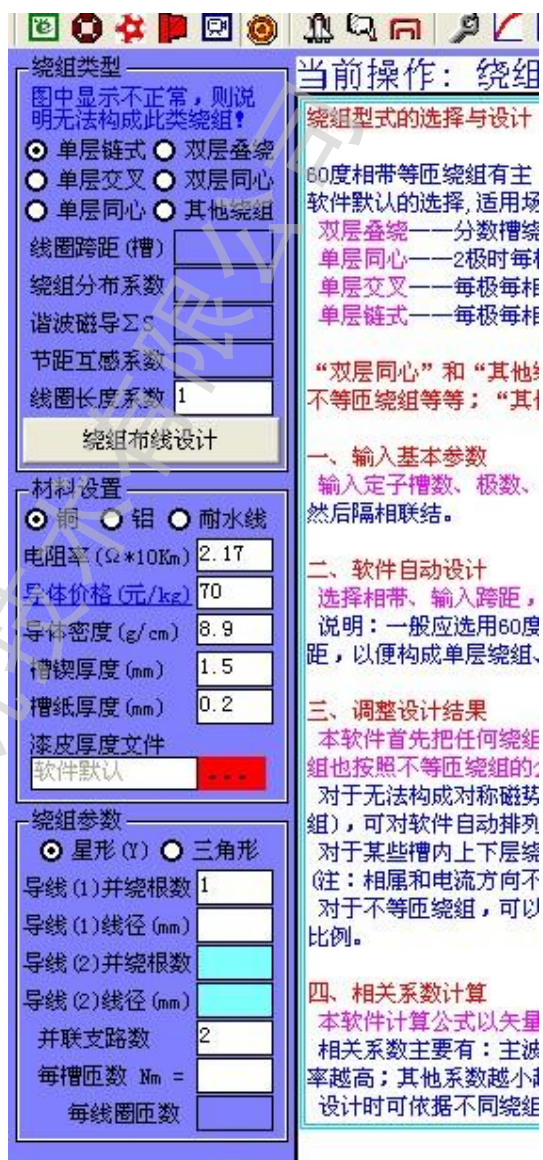 绕组类型
图中显示不正常，则说
明无法构成此类绕组！
单层链式 双层叠绕
单层交叉 双层同心
单层同心 其他绕组
线圈跨距(槽)
绕组分布系数
谐波磁导ΣS
节距互感系数
线圈长度系数 1
绕组布线设计
材料设置
铜 铝 耐水线
电阻率(Ω*10Km) 2.17
导体价格(元/kg) 70
导体密度(g/cm) 8.9
槽锲厚度(mm) 1.5
槽纸厚度(mm) 0.2
漆皮厚度文件
软件默认 ...
绕组参数
星形(Y) 三角形
导线(1)并绕根数 1
导线(1)线径(mm)
导线(2)并绕根数
导线(2)线径(mm)
并联支路数 2
每槽匝数 Nm =
每线圈匝数
当前操作：绕组
绕组型式的选择与设计
60度相带等匝绕组有主
软件默认的选择,适用场
双层叠绕——分数槽绕
单层同心——2极时每极
单层交叉——每极每相
单层链式——每极每相
“双层同心”和“其他绕
不等匝绕组等等；“其他
一、输入基本参数
输入定子槽数、极数、
然后隔相联结。
二、软件自动设计
选择相带、输入跨距，
说明：一般应选用60度
距，以便构成单层绕组、
三、调整设计结果
本软件首先把任何绕组
组也按照不等匝绕组的公
对于无法构成对称磁势
组)，可对软件自动排列
对于某些槽内上下层绕
(注：相属和电流方向不
对于不等匝绕组，可以
比例。
四、相关系数计算
本软件计算公式以矢量
相关系数主要有：主波
率越高；其他系数越小越
设计时可依据不同绕组
技术有限公司